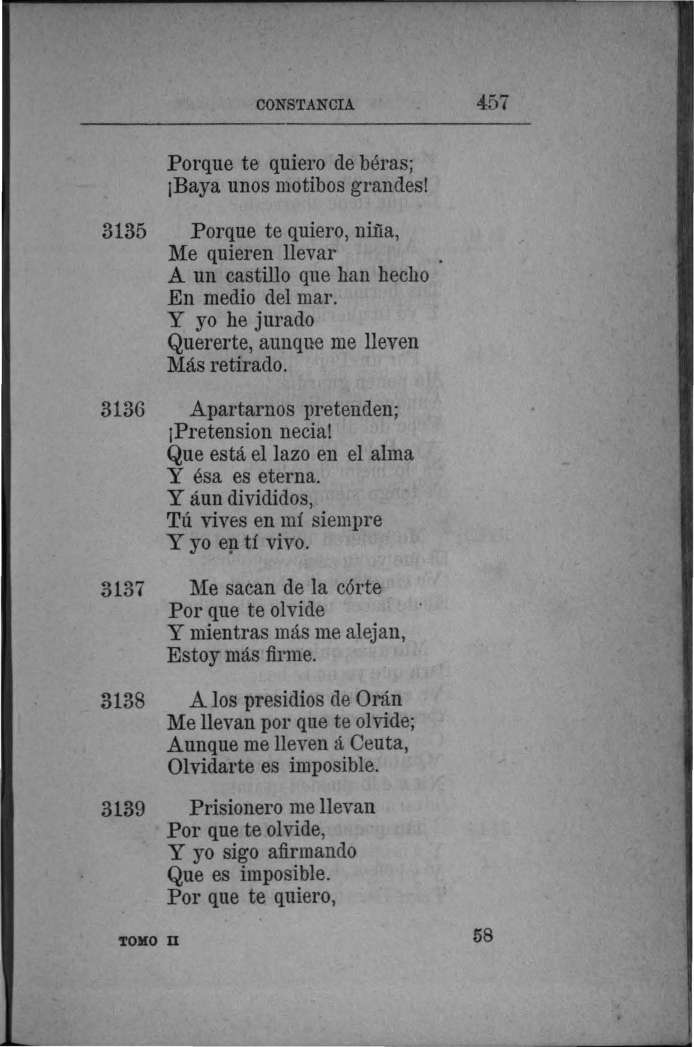 CONSTANCIA 457
Porque te quiero de béras;
¡Baya unos motibos grandes!
3135 Porque te quiero, niña,
Me quieren llevar
A un castillo que han hecho
En medio del mar.
Y yo he jurado
Quererte, aunque me lleven
Más retirado.
3136 Apartarnos pretenden;
¡Pretension necia!
Que está el lazo en el alma
Y ésa es eterna.
Y áun divididos,
Tú vives en mí siempre
Y yo en tí vivo.
3137 Me sacan de la córte
Por que te olvide
Y mientras más me alejan,
Estoy más firme.
3138 A los presidios de Orán
Me llevan por que te olvide;
Aunque me lleven á Ceuta,
Olvidarte es imposible.
3139 Prisionero me llevan
Por que te olvide,
Y yo sigo afirmando
Que es imposible.
Por que te quiero,
TOMO II 58